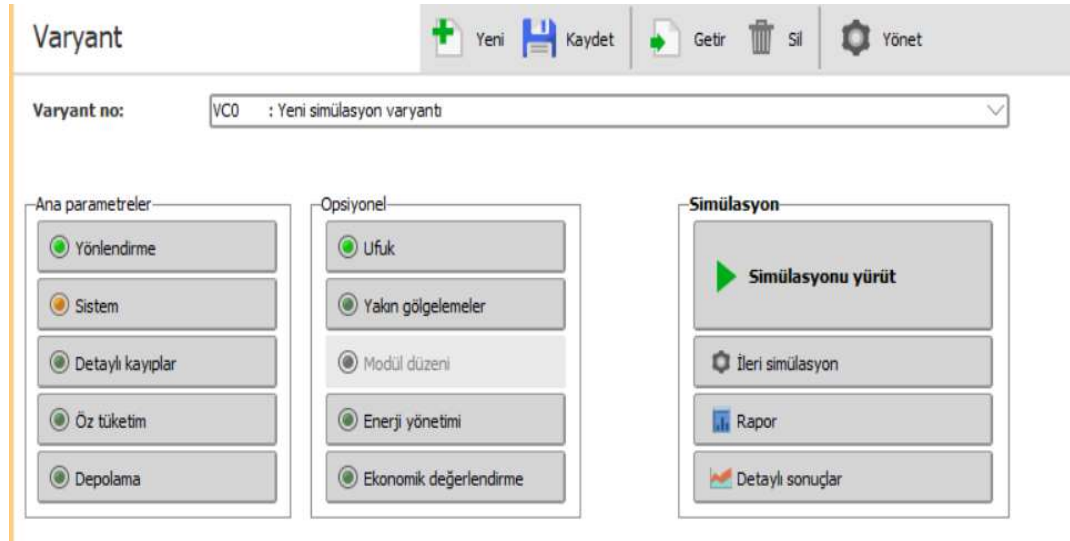 Varyant
Yeni
Kaydet
Getir
Sil
Yönet
Varyant no:
VC0 : Yeni simülasyon varyantı
Ana parametreler
Yönlendirme
Sistem
Detaylı kayıplar
Öz tüketim
Depolama
Opsiyonel
Ufuk
Yakın gölgelemeler
Modül düzeni
Enerji yönetimi
Ekonomik değerlendirme
Simülasyon
Simülasyonu yürüt
İleri simülasyon
Rapor
Detaylı sonuçlar